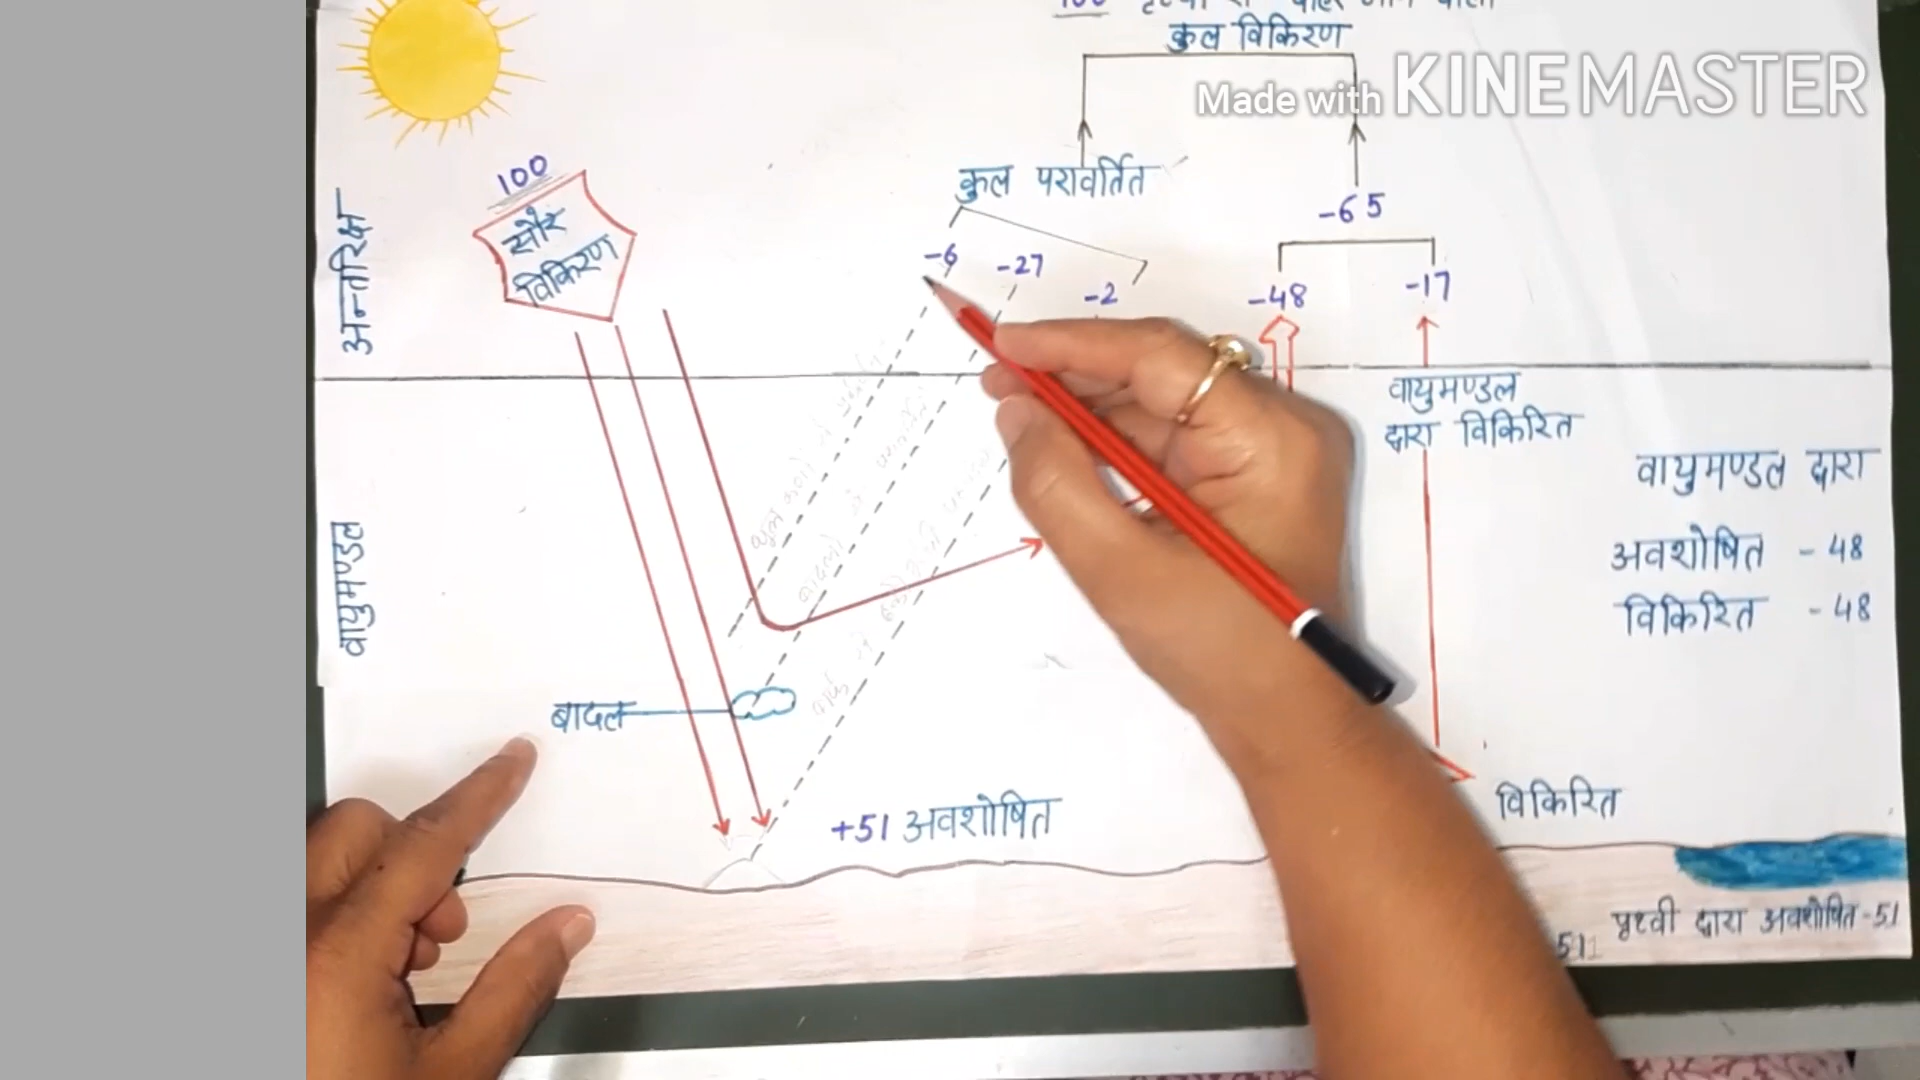 कुल विकिरण
Made with KINEMASTER
100
सौर
विकिरण
कुल परावर्तित
-6
-27
-2
-65
-48
-17
अन्तरिक्ष
वायुमण्डल
द्वारा विकिरित
वायुमण्डल द्वारा
अवशोषित - 48
विकिरित - 48
वायुमण्डल
बादल
+51 अवशोषित
विकिरित
पृथ्वी द्वारा अवशोषित-51
51